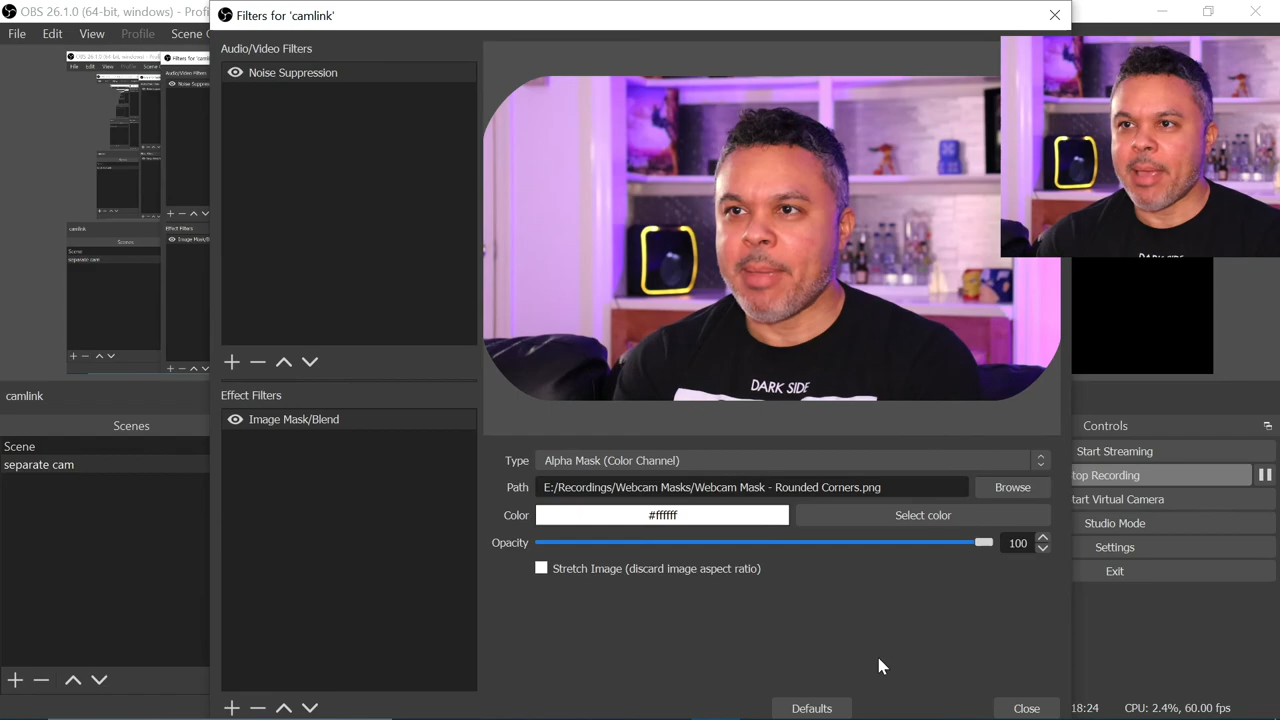 OBS 26.1.0 (64-bit, windows) - Profi
Filters for 'camlink'
File Edit View Profile Scene C
Audio/Video Filters
Noise Suppression
DARK SIDE
Effect Filters
Image Mask/Blend
Type Alpha Mask (Color Channel)
Path E:/Recordings/Webcam Masks/Webcam Mask - Rounded Corners.png Browse
Color #ffffff Select color
Opacity 100
Stretch Image (discard image aspect ratio)
Defaults
Close
camlink
Scenes
Scene
separate cam
Controls
Start Streaming
top Recording
tart Virtual Camera
Studio Mode
Settings
Exit
18:24 CPU: 2.4%, 60.00 fps